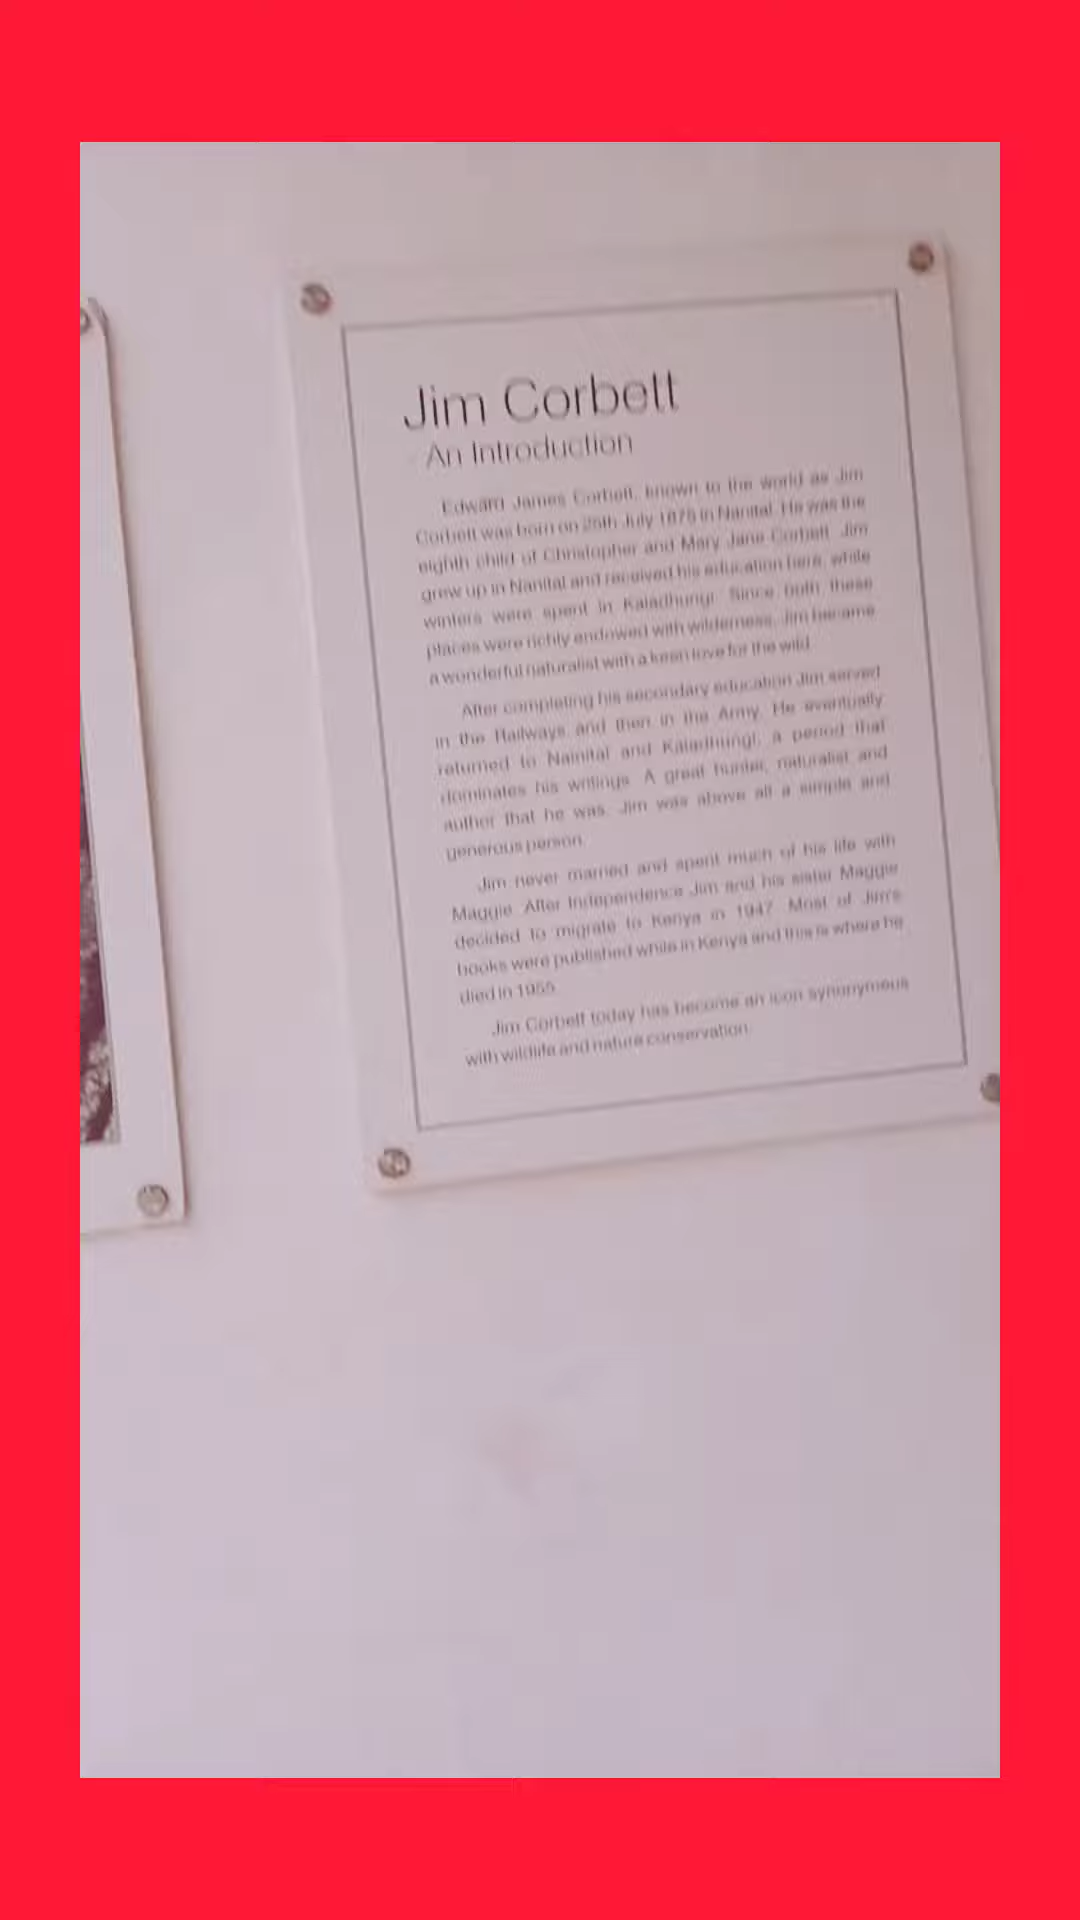 Jim Corbett
An Introduction
Edward James Corbett, known to the world as Jim
Corbett was born on 25th July 1875 in Nanital. He was the
eighth child of Christopher and Mary Jane Corbett. Jim
grew up in Nanital and received his education here, while
winters were spent in Kaladhungi. Since both these
places were richly endowed with wilderness, Jim became
a wonderful naturalist with a keen love for the wild.
After completing his secondary education Jim served
in the Railways and then in the Army. He eventually
returned to Nainital and Kaladhungi, a period that
dominates his writings. A great hunter, naturalist and
author that he was, Jim was above all a simple and
generous person.
Jim never married and spent much of his life with
Maggie. After Independence Jim and his sister Maggie
decided to migrate to Kenya in 1947. Most of Jim's
books were published while in Kenya and this is where he
died in 1955.
Jim Corbett today has become an icon synonymous
with wildlife and nature conservation.